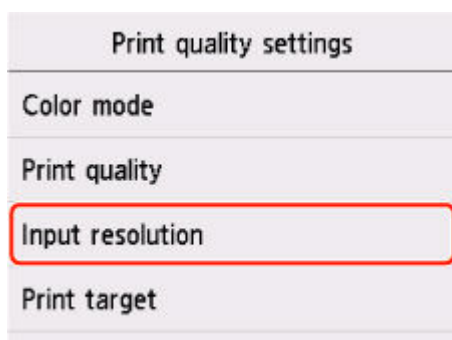 Print quality settings
Color mode
Print quality
Input resolution
Print target